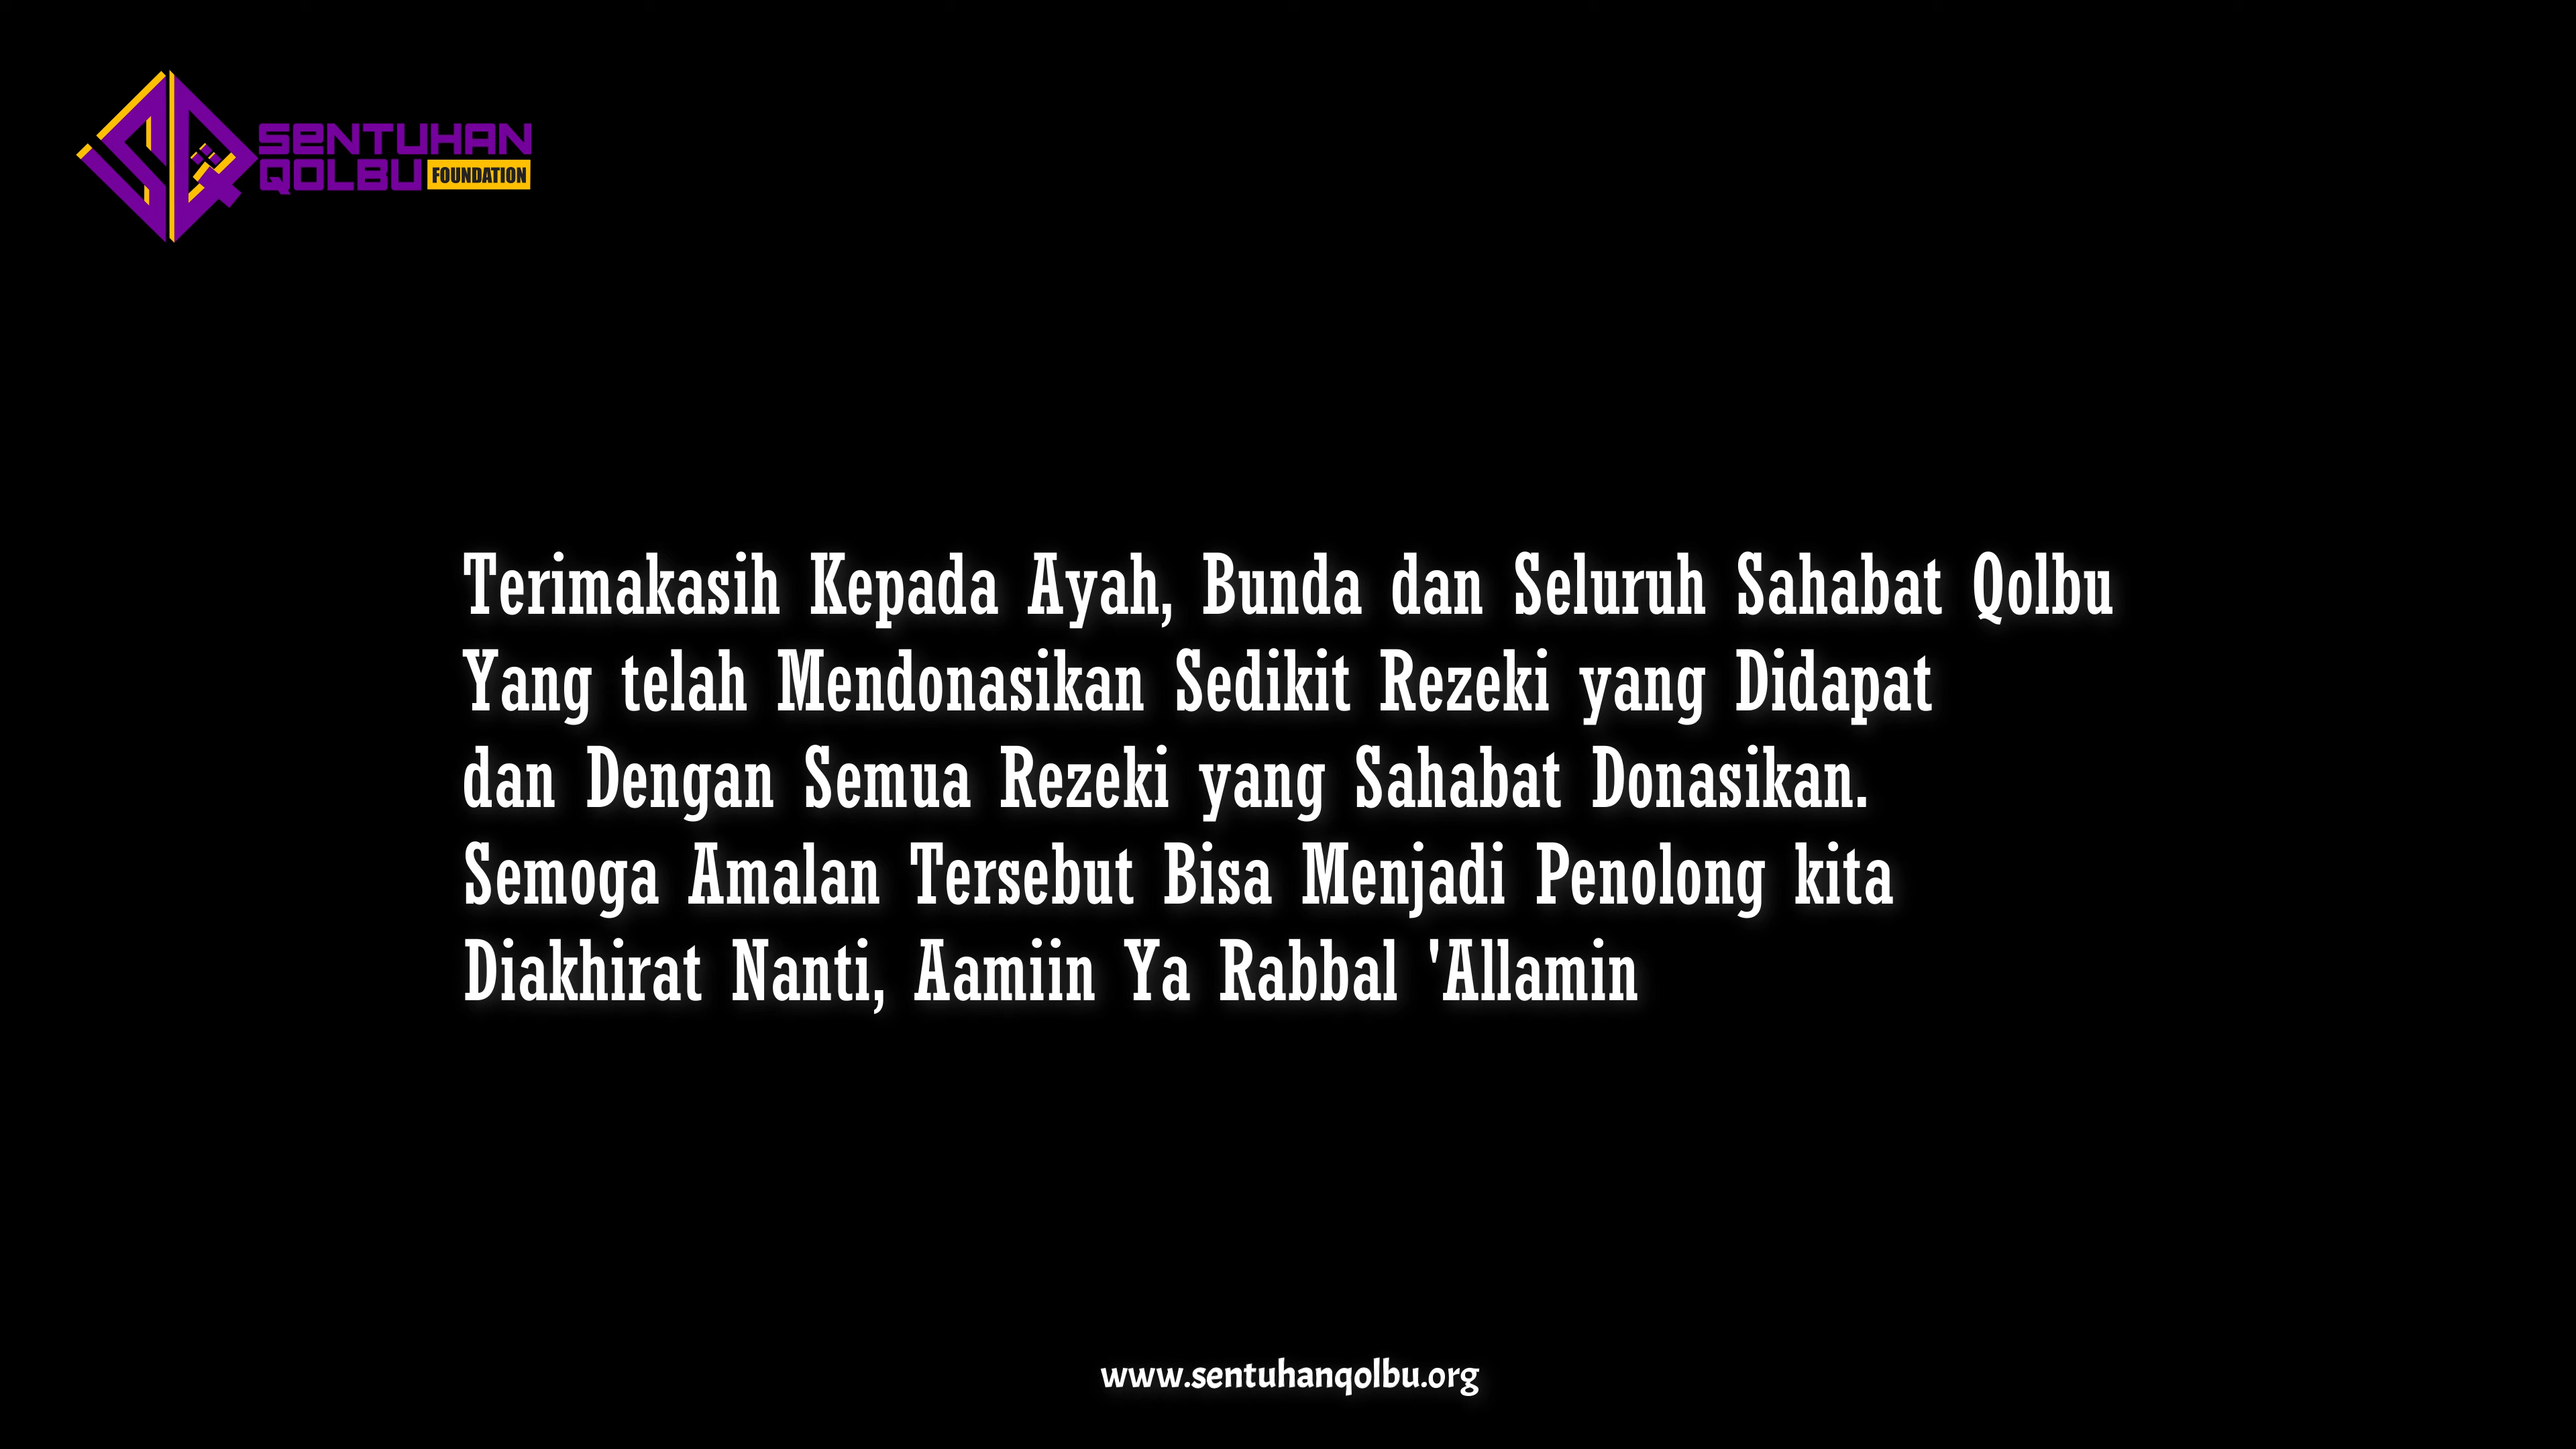 SENTUHAN
QOLBU FOUNDATION
Terimakasih Kepada Ayah, Bunda dan Seluruh Sahabat Qolbu
Yang telah Mendonasikan Sedikit Rezeki yang Didapat
dan Dengan Semua Rezeki yang Sahabat Donasikan.
Semoga Amalan Tersebut Bisa Menjadi Penolong kita
Diakhirat Nanti, Aamiin Ya Rabbal 'Allamin
www.sentuhanqolbu.org